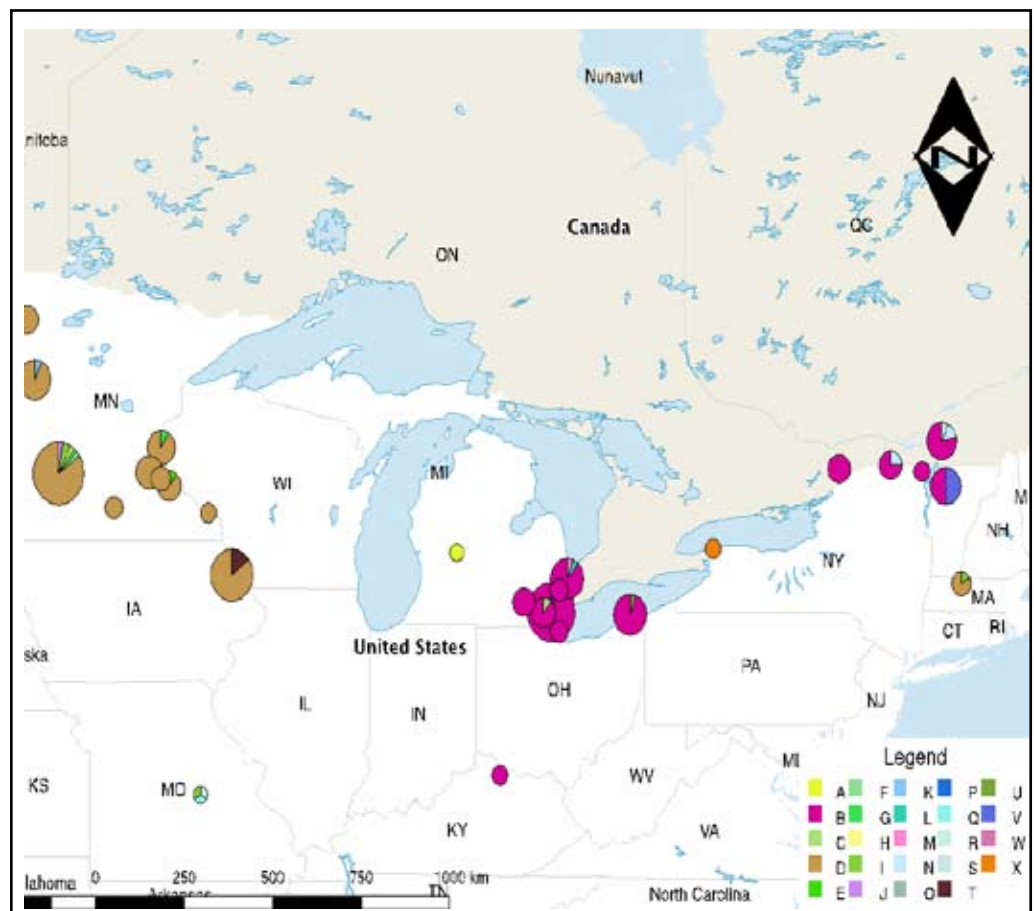 Nunavut
nitoba
Canada
QC
ON
N
MN
WI
MI
M
NH
NY
MA
CT
RI
IA
United States
ska
PA
OH
NJ
IL
IN
MO
KS
WV
MI
KY
VA
lahoma
Arkansas
TN
North Carolina
0 250 500 750 1000 km
Legend
A F K P U
B G L Q V
C H M R W
D I N S X
E J O T